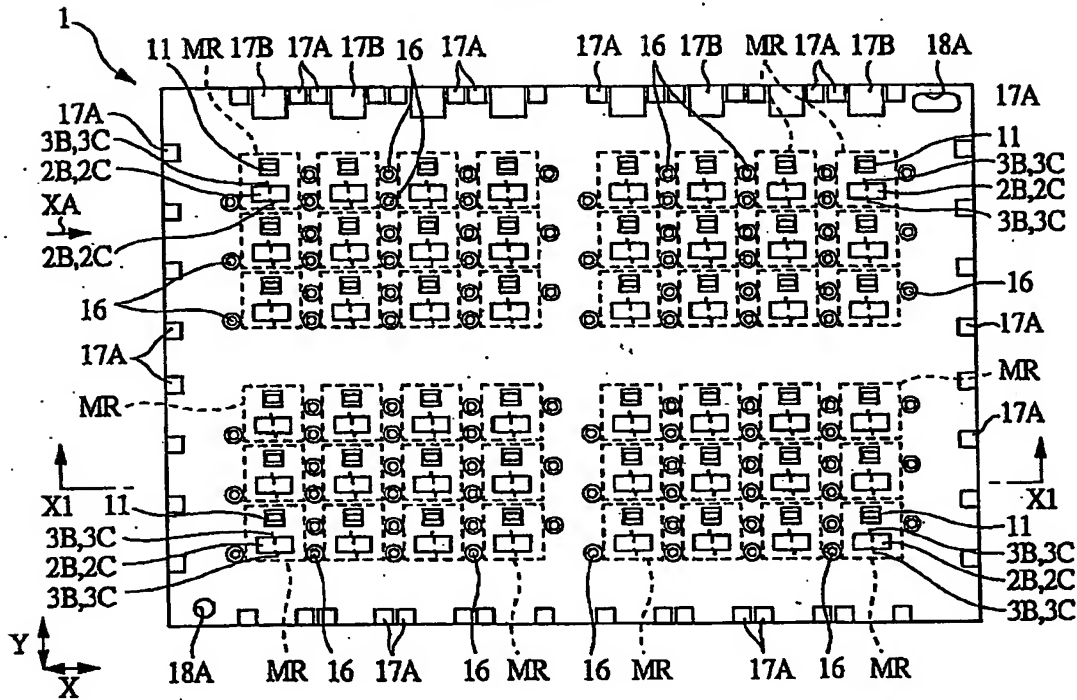 1
11 MR 17B 17A 17B 16 17A 17A 16 17B MR 17A 17B
18A
17A 17A
3B,3C 11
2B,2C 3B,3C
XA 2B,2C
2B,2C 3B,3C
16 16
17A 17A
MR MR
17A
X1 11 X1
3B,3C 11
2B,2C 3B,3C
3B,3C 16 2B,2C
3B,3C
Y
X 18A MR 16 17A 16 MR 16 MR 17A 16 MR